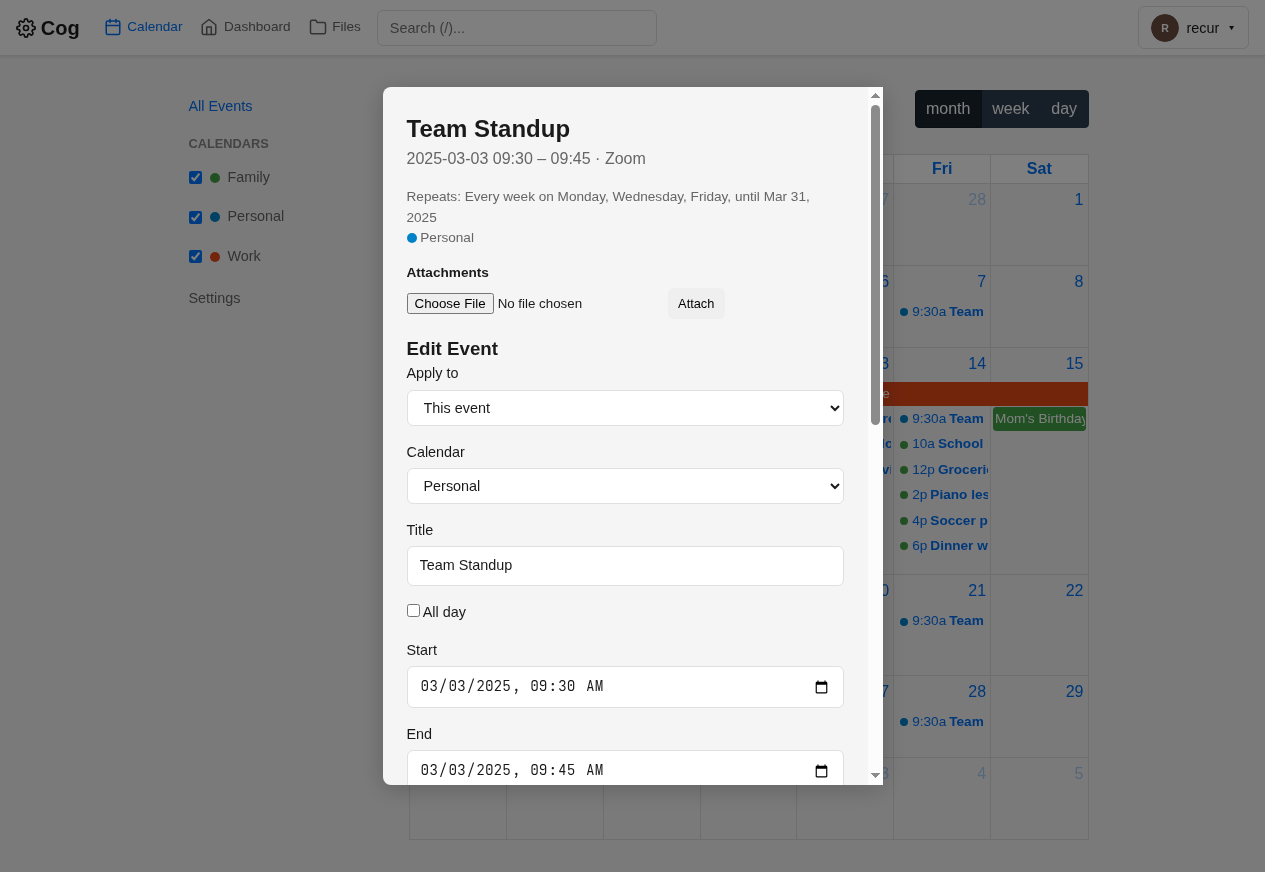 Cog
Calendar
Dashboard
Files
Search (/)...
R
recur
All Events
CALENDARS
Family
Personal
Work
Settings
month
week
day
Team Standup
2025-03-03 09:30 – 09:45 · Zoom
Repeats: Every week on Monday, Wednesday, Friday, until Mar 31,
2025
Personal
Attachments
Choose File No file chosen
Attach
Edit Event
Apply to
This event
Calendar
Personal
Title
Team Standup
All day
Start
03/03/2025, 09:30 AM
End
03/03/2025, 09:45 AM
Fri
Sat
28
1
7
8
9:30a Team
14
15
9:30a Team
Mom's Birthday
10a School
12p Groceri
2p Piano les
4p Soccer p
6p Dinner w
21
22
9:30a Team
28
29
9:30a Team
4
5